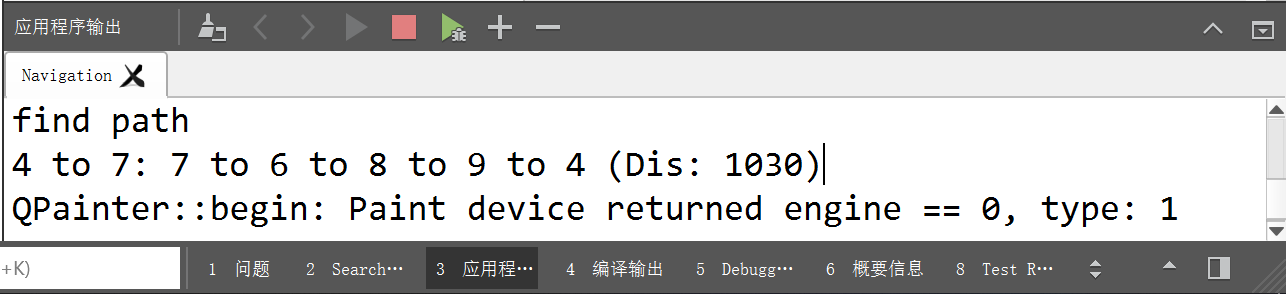 应用程序输出
Navigation
find path
4 to 7: 7 to 6 to 8 to 9 to 4 (Dis: 1030)
QPainter::begin: Paint device returned engine == 0, type: 1
+K) 1 问题 2 Search… 3 应用程… 4 编译输出 5 Debugg… 6 概要信息 8 Test R…